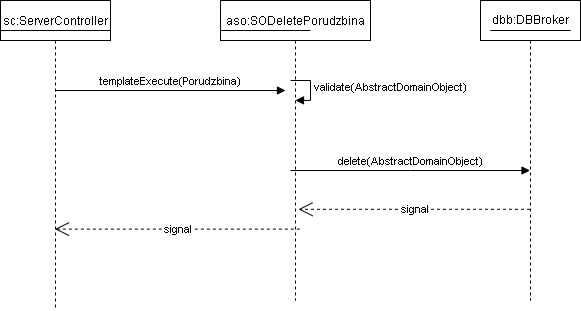 sc:ServerController
aso:SODeletePorudzbina
dbb:DBBroker
templateExecute(Porudzbina)
validate(AbstractDomainObject)
delete(AbstractDomainObject)
signal
signal